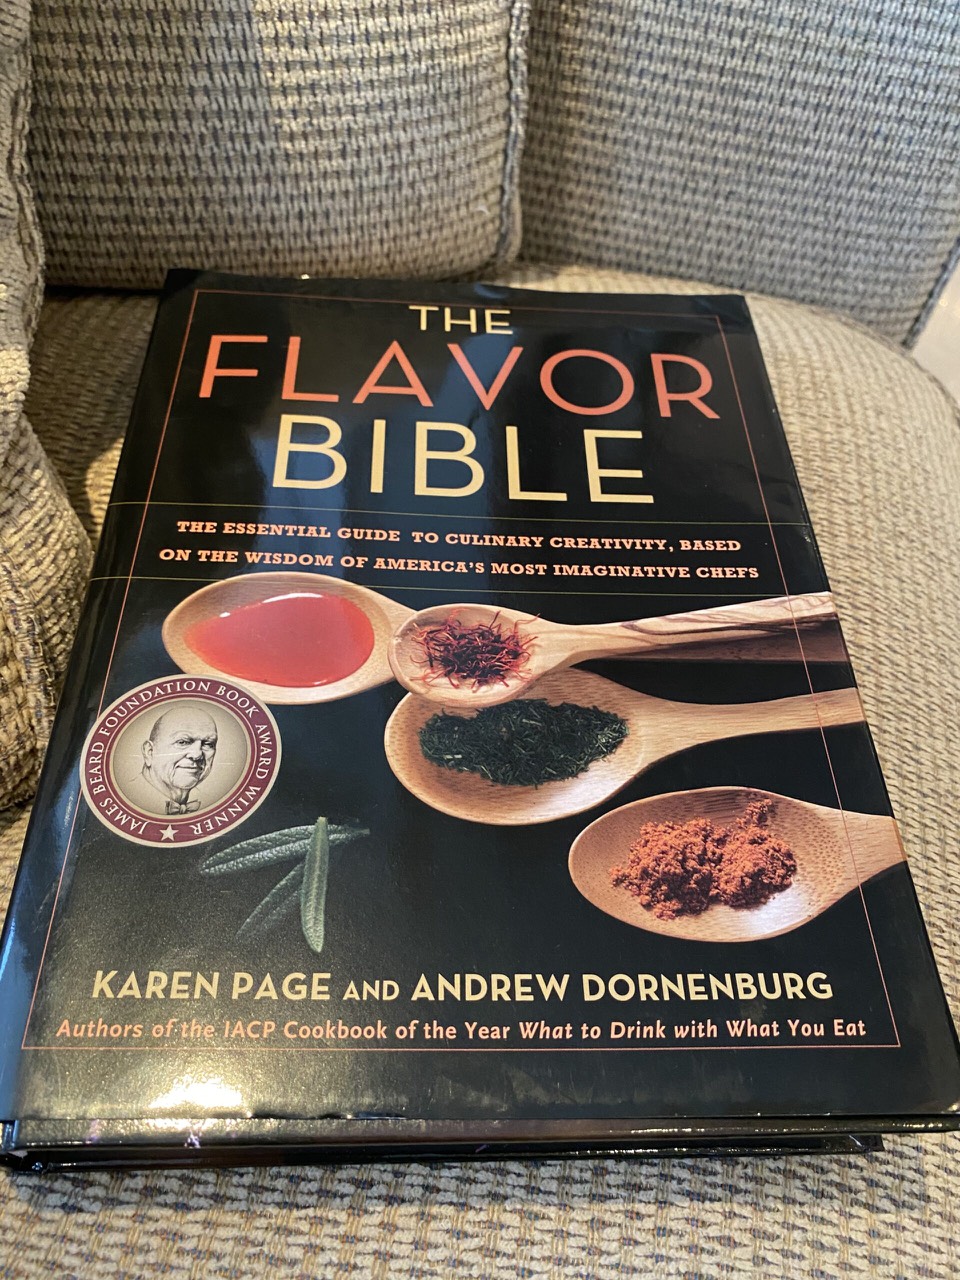 THE
FLAVOR
BIBLE
THE ESSENTIAL GUIDE TO CULINARY CREATIVITY, BASED
ON THE WISDOM OF AMERICA'S MOST IMAGINATIVE CHEFS
JAMES BEARD FOUNDATION BOOK AWARD WINNER
KAREN PAGE AND ANDREW DORNENBURG
Authors of the IACP Cookbook of the Year What to Drink with What You Eat